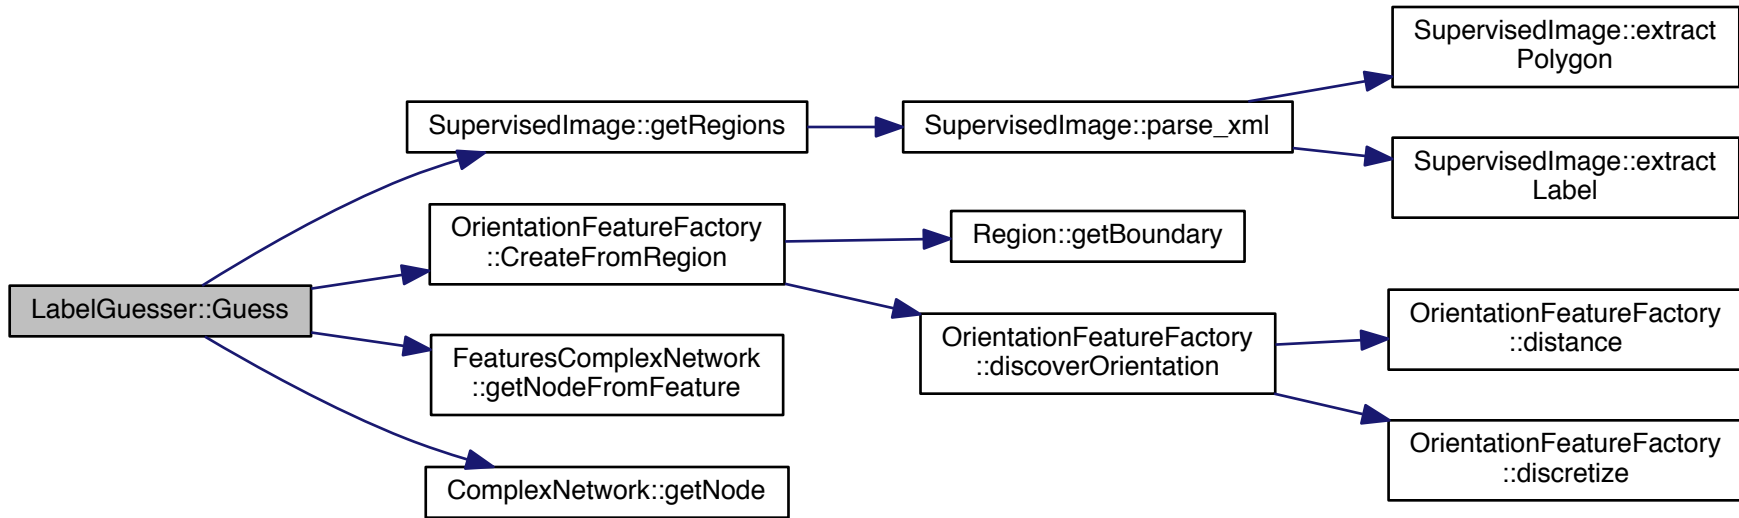 LabelGuesser::Guess
SupervisedImage::getRegions
OrientationFeatureFactory
::CreateFromRegion
FeaturesComplexNetwork
::getNodeFromFeature
ComplexNetwork::getNode
SupervisedImage::parse_xml
Region::getBoundary
OrientationFeatureFactory
::discoverOrientation
SupervisedImage::extract
Polygon
SupervisedImage::extract
Label
OrientationFeatureFactory
::distance
OrientationFeatureFactory
::discretize